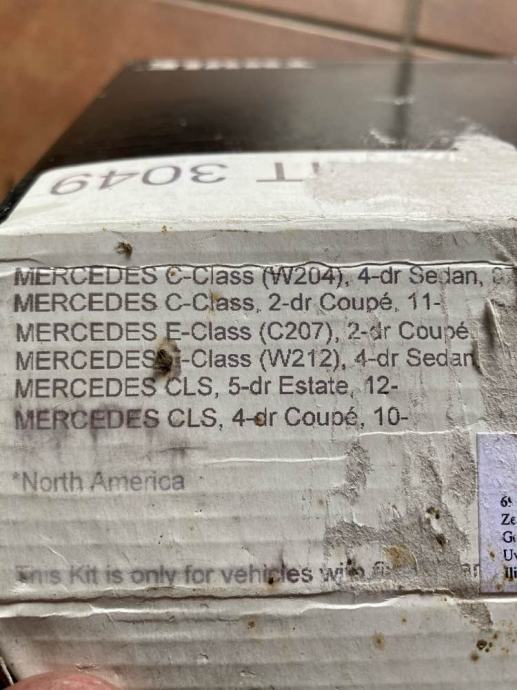 KIT 3049
MERCEDES C-Class (W204), 4-dr Sedan,
MERCEDES C-Class, 2-dr Coupé, 11-
MERCEDES E-Class (C207), 2-dr Coupé,
MERCEDES E-Class (W212), 4-dr Sedan
MERCEDES CLS, 5-dr Estate, 12-
MERCEDES CLS, 4-dr Coupé, 10-
*North America
This Kit is only for vehicles with